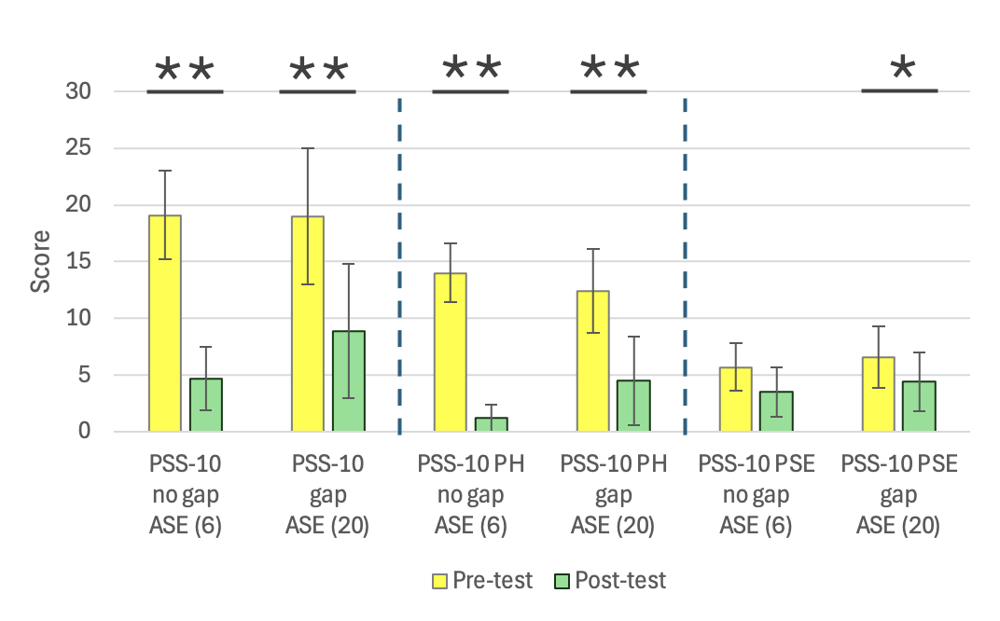 ** ** ** ** *
30
25
20
15
10
5
0
Score
PSS-10 no gap ASE (6)
PSS-10 gap ASE (20)
PSS-10 PH no gap ASE (6)
PSS-10 PH gap ASE (20)
PSS-10 PSE no gap ASE (6)
PSS-10 PSE gap ASE (20)
Pre-test
Post-test